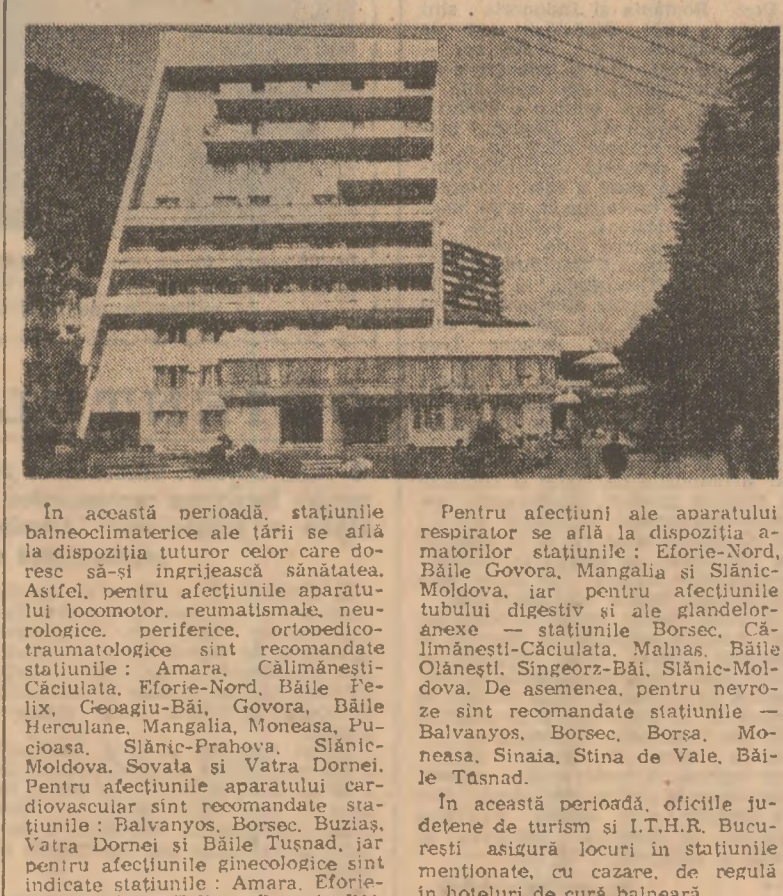 În această perioadă, stațiunile
balneoclimaterice ale țării se află
la dispoziția tuturor celor care do-
resc să-și îngrijească sănătatea.
Astfel, pentru afecțiunile aparatu-
lui locomotor, reumatismale, neu-
rologice, periferice, ortopedico-
traumatologice sînt recomandate
stațiunile : Amara, Călimănești-
Căciulata, Eforie-Nord, Băile Fe-
lix, Geoagiu-Băi, Govora, Băile
Herculane, Mangalia, Moneasa, Pu-
cioasa, Slănic-Prahova, Slănic-
Moldova, Sovata și Vatra Dornei.
Pentru afecțiunile aparatului car-
diovascular sînt recomandate sta-
țiunile : Balvanyos, Borsec, Buziaș,
Vatra Dornei și Băile Tușnad, iar
pentru afecțiunile ginecologice sînt
indicate stațiunile : Amara, Eforie-
Pentru afecțiuni ale aparatului
respirator se află la dispoziția a-
matorilor stațiunile : Eforie-Nord,
Băile Govora, Mangalia și Slănic-
Moldova, iar pentru afecțiunile
tubului digestiv și ale glandelor-
anexe — stațiunile Borsec, Că-
limănești-Căciulata, Malnaș, Băile
Olănești, Sîngeorz-Băi, Slănic-Mol-
dova. De asemenea, pentru nevro-
ze sînt recomandate stațiunile —
Balvanyos, Borsec, Borșa, Mo-
neasa, Sinaia, Stîna de Vale, Băi-
le Tușnad.
În această perioadă, oficiile ju-
dețene de turism și I.T.H.R. Bucu-
rești asigură locuri în stațiunile
menționate, cu cazare, de regulă
în hoteluri de cură balneară